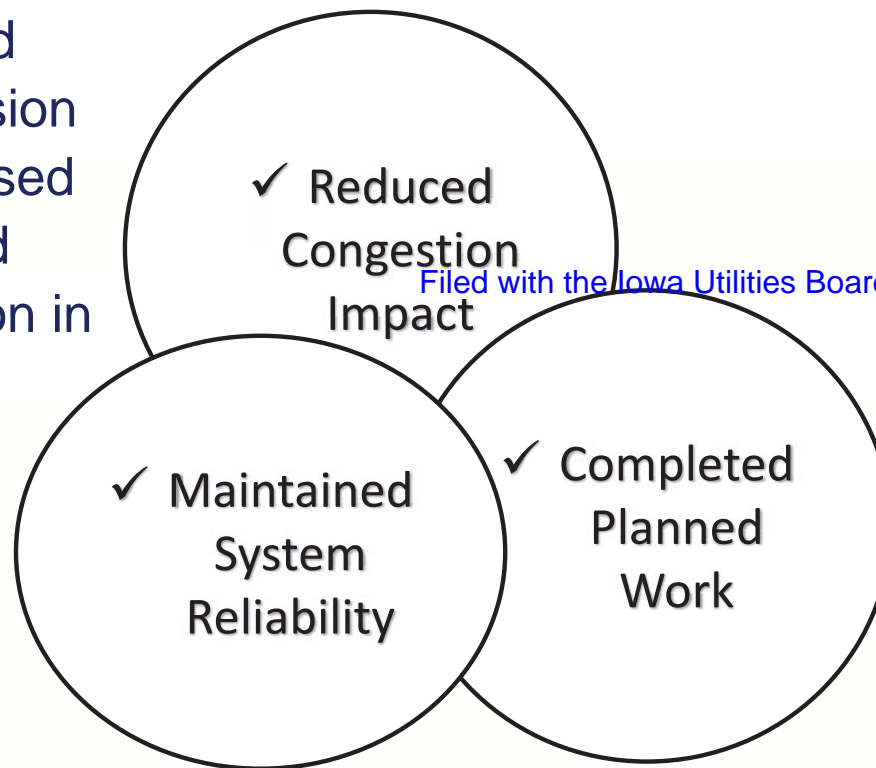 sion
sed
on in
✓ Reduced
Congestion
Impact
Filed with the Iowa Utilities Board
✓ Maintained
System
Reliability
✓ Completed
Planned
Work